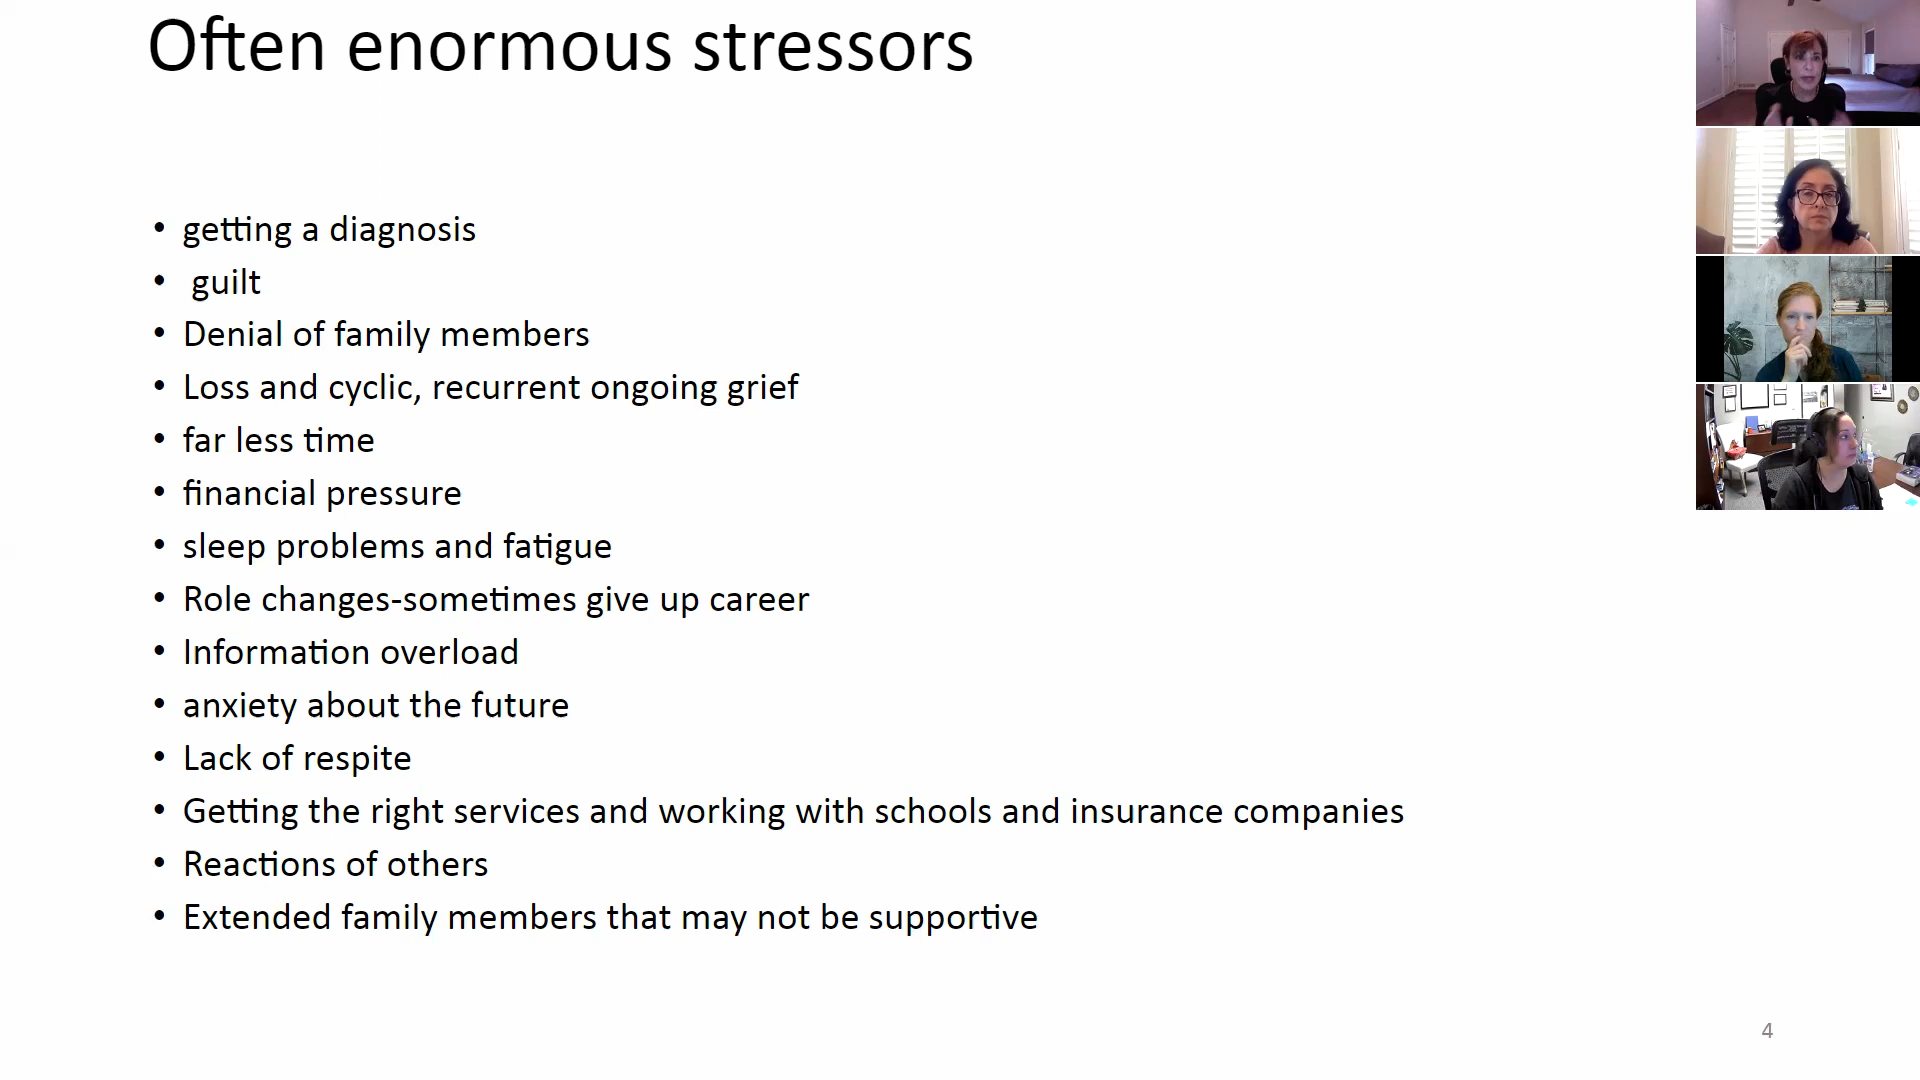 Often enormous stressors
• getting a diagnosis
• guilt
• Denial of family members
• Loss and cyclic, recurrent ongoing grief
• far less time
• financial pressure
• sleep problems and fatigue
• Role changes-sometimes give up career
• Information overload
• anxiety about the future
• Lack of respite
• Getting the right services and working with schools and insurance companies
• Reactions of others
• Extended family members that may not be supportive
4